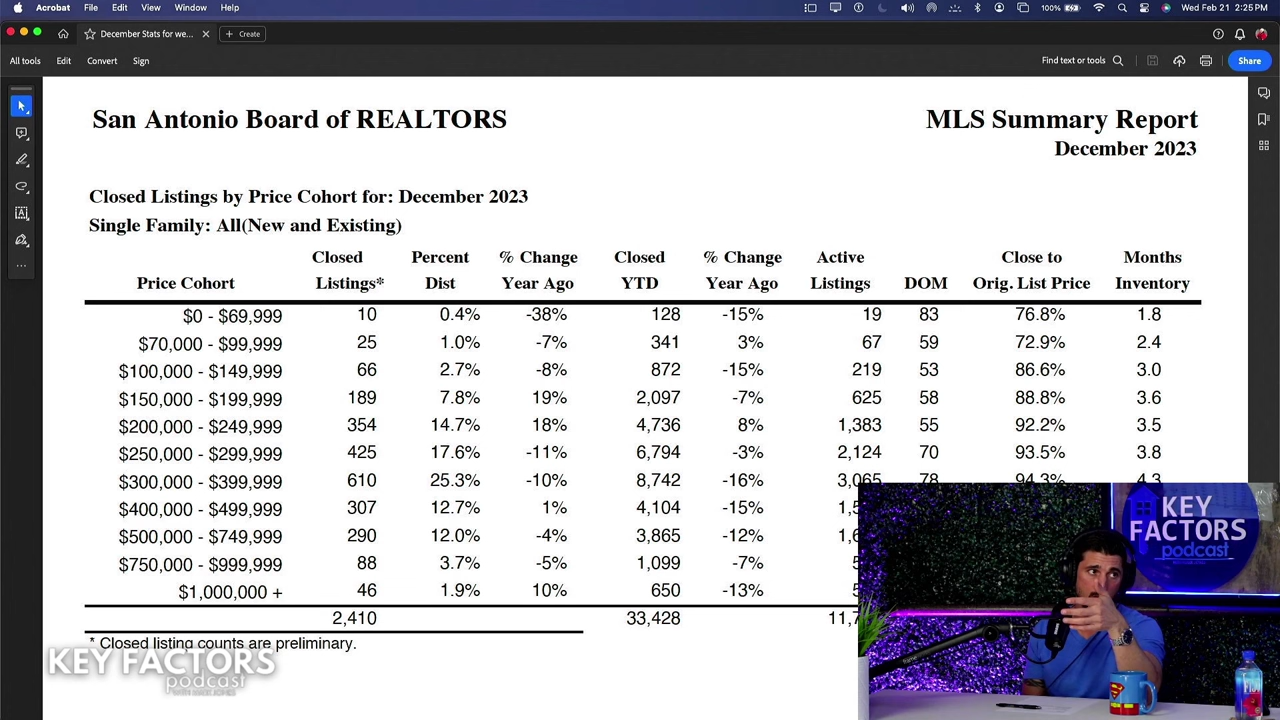 Acrobat File Edit View Window Help 100% Wed Feb 21 2:25 PM
December Stats for we... × + Create
All tools Edit Convert Sign Find text or tools Share
San Antonio Board of REALTORS MLS Summary Report
December 2023
Closed Listings by Price Cohort for: December 2023
Single Family: All(New and Existing)
Closed Percent % Change Closed % Change Active Close to Months
Price Cohort Listings* Dist Year Ago YTD Year Ago Listings DOM Orig. List Price Inventory
$0 - $69,999 10 0.4% -38% 128 -15% 19 83 76.8% 1.8
$70,000 - $99,999 25 1.0% -7% 341 3% 67 59 72.9% 2.4
$100,000 - $149,999 66 2.7% -8% 872 -15% 219 53 86.6% 3.0
$150,000 - $199,999 189 7.8% 19% 2,097 -7% 625 58 88.8% 3.6
$200,000 - $249,999 354 14.7% 18% 4,736 8% 1,383 55 92.2% 3.5
$250,000 - $299,999 425 17.6% -11% 6,794 -3% 2,124 70 93.5% 3.8
$300,000 - $399,999 610 25.3% -10% 8,742 -16% 3,065 78 94.3% 4.3
$400,000 - $499,999 307 12.7% 1% 4,104 -15%
$500,000 - $749,999 290 12.0% -4% 3,865 -12%
$750,000 - $999,999 88 3.7% -5% 1,099 -7%
$1,000,000 + 46 1.9% 10% 650 -13%
2,410 33,428
* Closed listing counts are preliminary.
KEY FACTORS
podcast
WITH MACK JONES
KEY
FACTORS
podcast